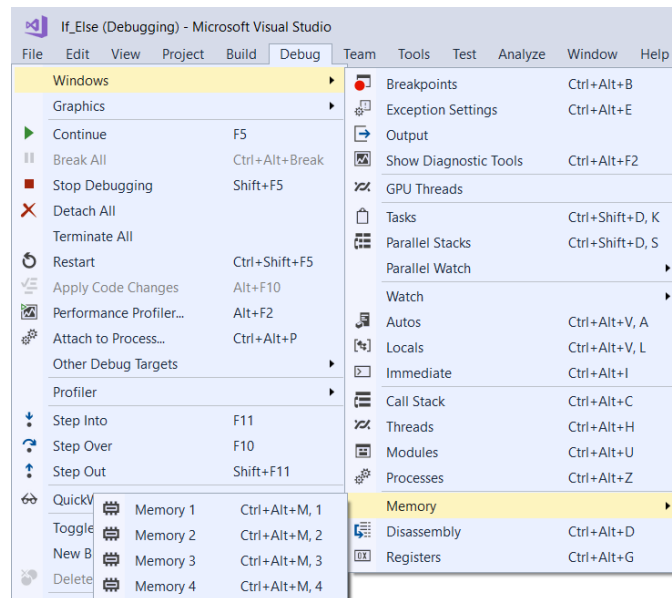 If_Else (Debugging) - Microsoft Visual Studio
File Edit View Project Build Debug Team Tools Test Analyze Window Help
Windows
Graphics
Continue F5
Break All Ctrl+Alt+Break
Stop Debugging Shift+F5
Detach All
Terminate All
Restart Ctrl+Shift+F5
Apply Code Changes Alt+F10
Performance Profiler... Alt+F2
Attach to Process... Ctrl+Alt+P
Other Debug Targets
Profiler
Step Into F11
Step Over F10
Step Out Shift+F11
Toggle
New B
Delete
Breakpoints Ctrl+Alt+B
Exception Settings Ctrl+Alt+E
Output
Show Diagnostic Tools Ctrl+Alt+F2
GPU Threads
Tasks Ctrl+Shift+D, K
Parallel Stacks Ctrl+Shift+D, S
Parallel Watch
Watch
Autos Ctrl+Alt+V, A
Locals Ctrl+Alt+V, L
Immediate Ctrl+Alt+I
Call Stack Ctrl+Alt+C
Threads Ctrl+Alt+H
Modules Ctrl+Alt+U
Processes Ctrl+Alt+Z
Memory
Disassembly Ctrl+Alt+D
Registers Ctrl+Alt+G
Memory 1 Ctrl+Alt+M, 1
Memory 2 Ctrl+Alt+M, 2
Memory 3 Ctrl+Alt+M, 3
Memory 4 Ctrl+Alt+M, 4